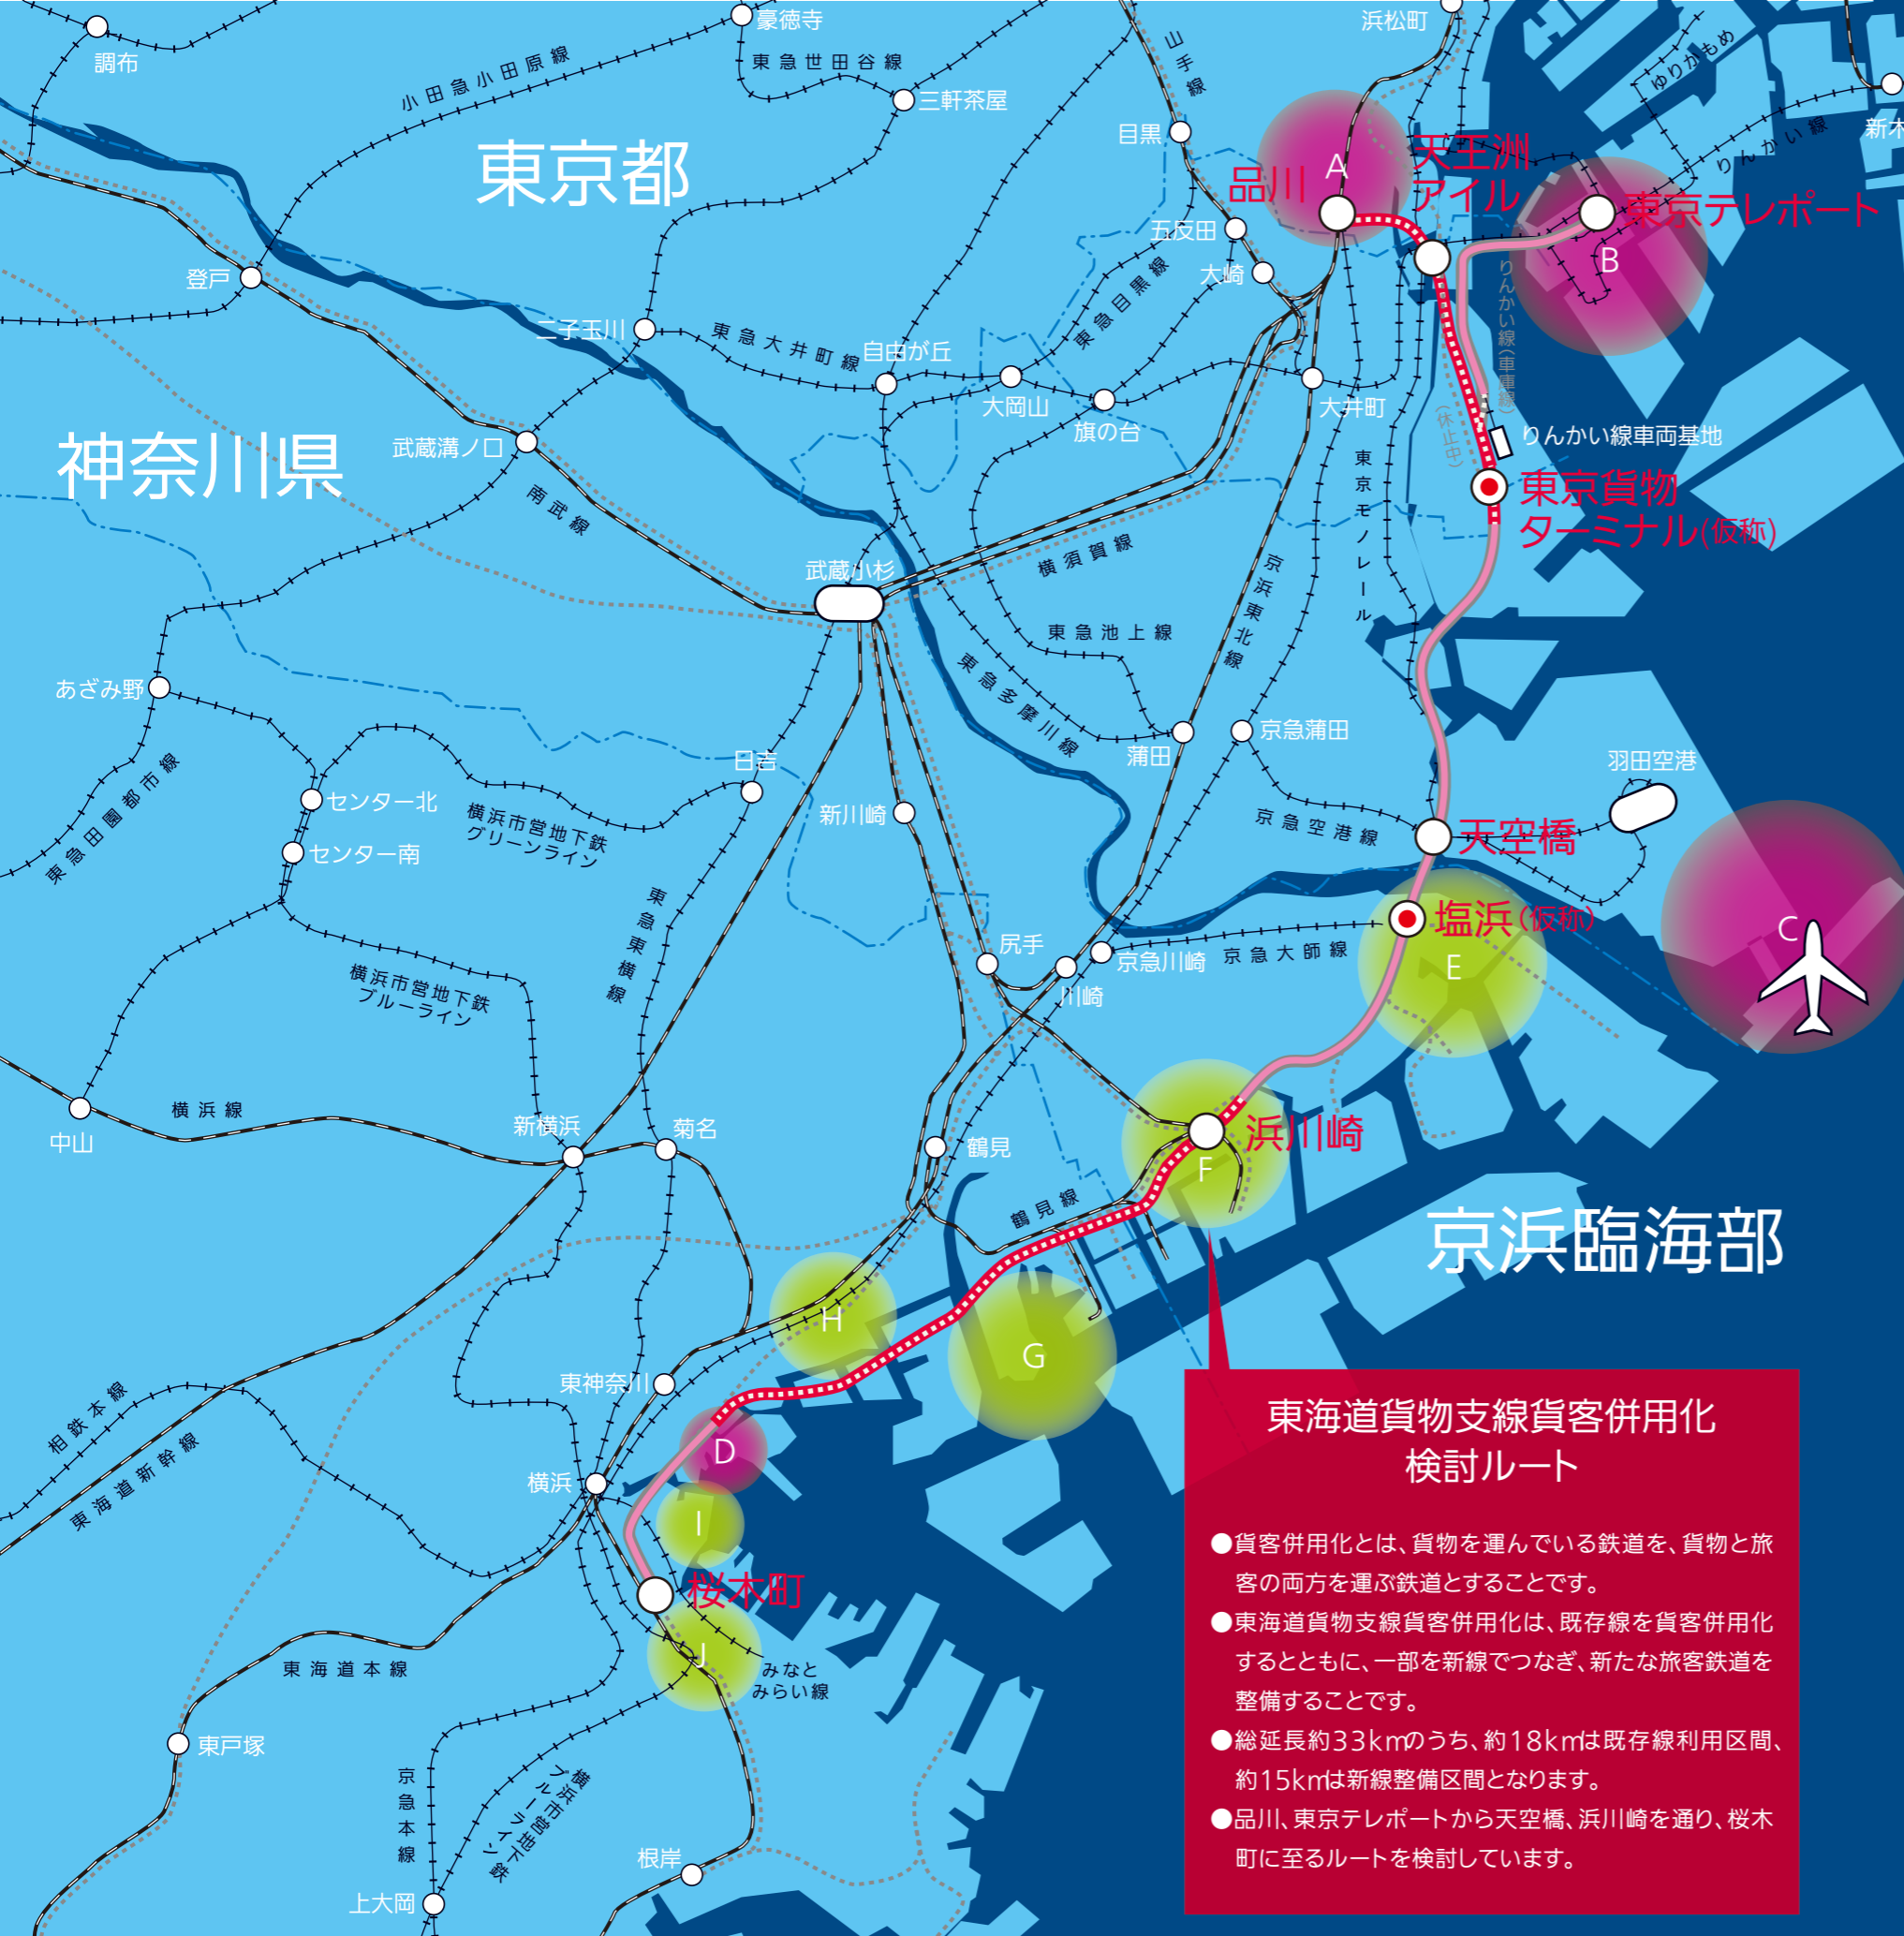 豪徳寺
浜松町
調布
小田急小田原線
東急世田谷線
山手線
ゆりかもめ
三軒茶屋
目黒
りんかい線
新木
東京都
品川
A
天王洲
アイル
東京テレポート
B
五反田
大崎
登戸
二子玉川
東急大井町線
自由が丘
東急目黒線
りんかい線(車庫線)
(休止中)
大岡山
旗の台
大井町
りんかい線車両基地
神奈川県
武蔵溝ノ口
南武線
東京モノレール
東京貨物
ターミナル(仮称)
武蔵小杉
横須賀線
京浜東北線
東急池上線
東急多摩川線
あざみ野
東急田園都市線
センター北
センター南
横浜市営地下鉄
グリーンライン
日吉
新川崎
蒲田
京急蒲田
羽田空港
京急空港線
天空橋
塩浜(仮称)
C
E
東急東横線
横浜市営地下鉄
ブルーライン
尻手
川崎
京急川崎
京急大師線
中山
横浜線
新横浜
菊名
鶴見
浜川崎
F
鶴見線
京浜臨海部
H
G
東神奈川
相鉄本線
東海道新幹線
D
横浜
I
桜木町
J
みなと
みらい線
東海道本線
東戸塚
京急本線
横浜市営地下鉄
ブルーライン
根岸
上大岡
東海道貨物支線貨客併用化
検討ルート
●貨客併用化とは、貨物を運んでいる鉄道を、貨物と旅
客の両方を運ぶ鉄道とすることです。
●東海道貨物支線貨客併用化は、既存線を貨客併用化
するとともに、一部を新線でつなぎ、新たな旅客鉄道を
整備することです。
●総延長約33kmのうち、約18kmは既存線利用区間、
約15kmは新線整備区間となります。
●品川、東京テレポートから天空橋、浜川崎を通り、桜木
町に至るルートを検討しています。